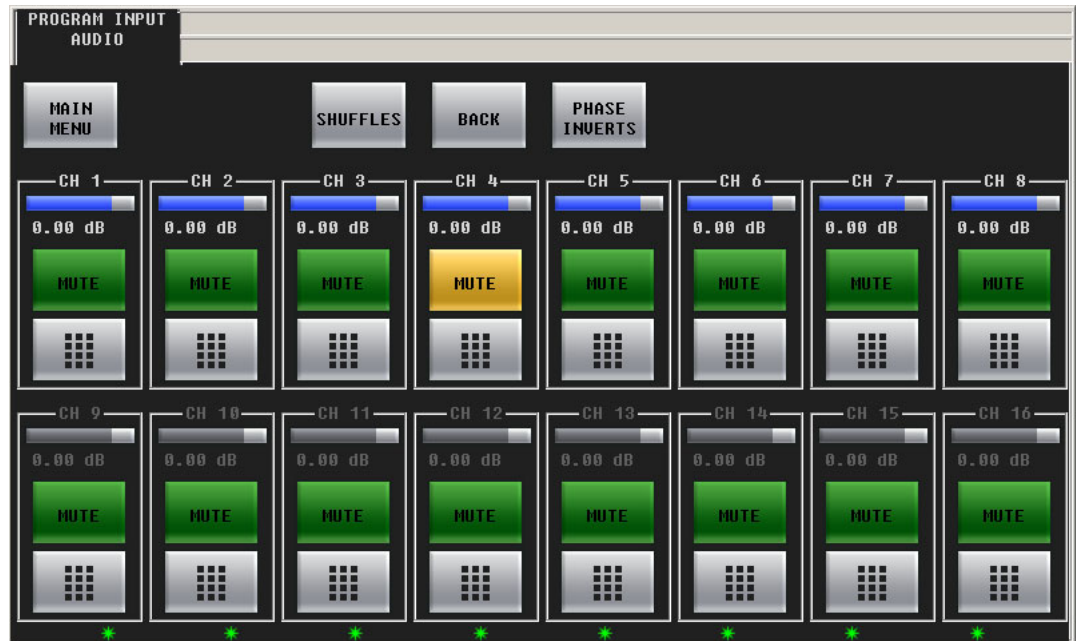 PROGRAM INPUT
AUDIO
MAIN
MENU
SHUFFLES
BACK
PHASE
INVERTS
CH 1 CH 2 CH 3 CH 4 CH 5 CH 6 CH 7 CH 8
0.00 dB 0.00 dB 0.00 dB 0.00 dB 0.00 dB 0.00 dB 0.00 dB 0.00 dB
MUTE MUTE MUTE MUTE MUTE MUTE MUTE MUTE
CH 9 CH 10 CH 11 CH 12 CH 13 CH 14 CH 15 CH 16
0.00 dB 0.00 dB 0.00 dB 0.00 dB 0.00 dB 0.00 dB 0.00 dB 0.00 dB
MUTE MUTE MUTE MUTE MUTE MUTE MUTE MUTE